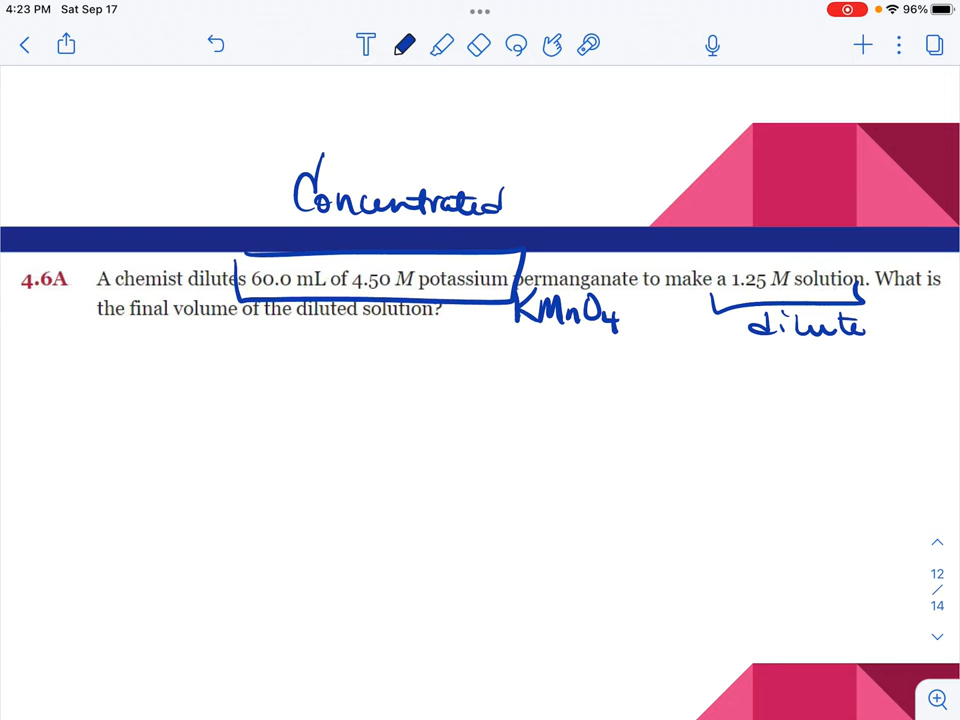 4:23 PM Sat Sep 17
96%
T
Concentrated
4.6A A chemist dilutes 60.0 mL of 4.50 M potassium permanganate to make a 1.25 M solution. What is
the final volume of the diluted solution?
KMnO4
dilute
12
/
14